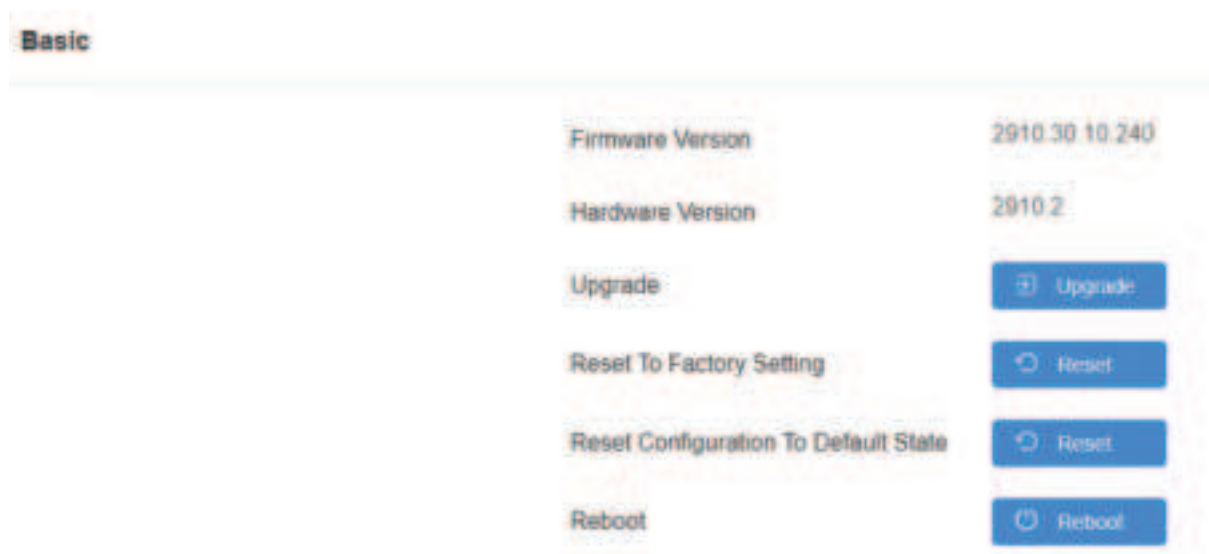 Basic
Firmware Version 2910.30.10.240
Hardware Version 2910.2
Upgrade Upgrade
Reset To Factory Setting Reset
Reset Configuration To Default State Reset
Reboot Reboot